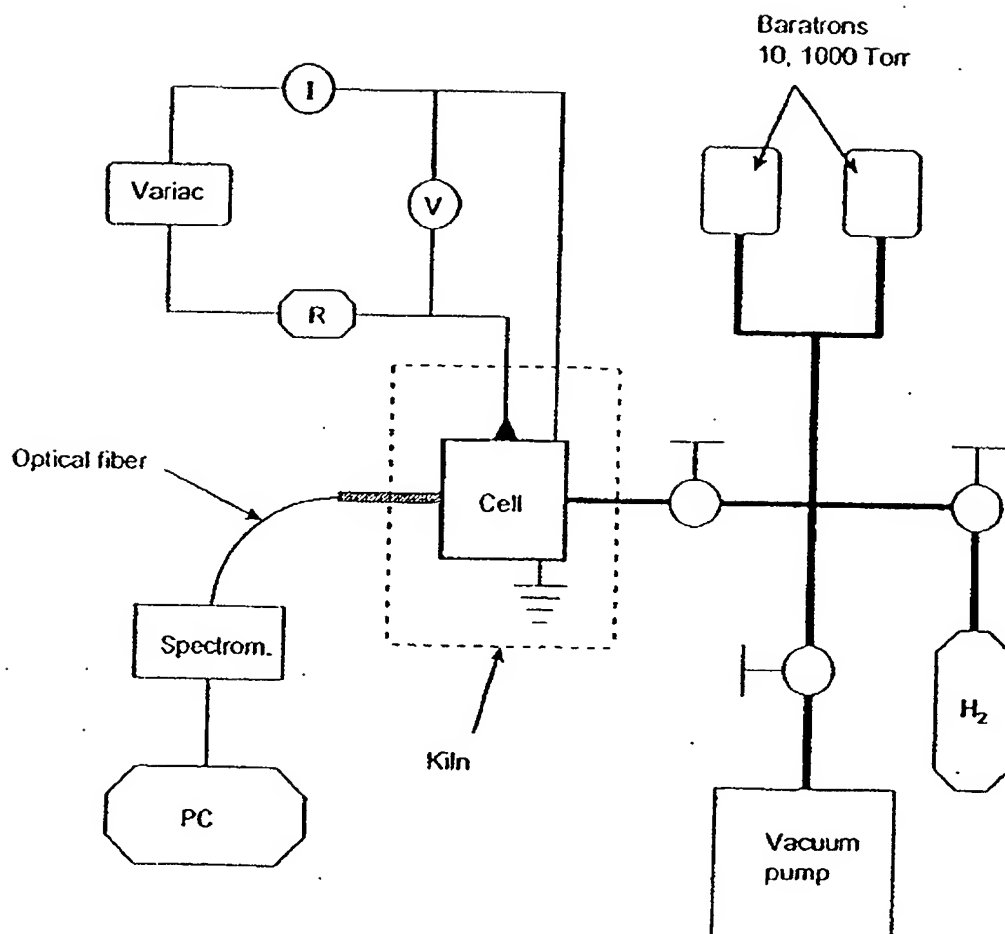 Baratrons
10, 1000 Torr
I
Variac
V
R
Optical fiber
Cell
Spectrom.
H₂
Kiln
PC
Vacuum
pump